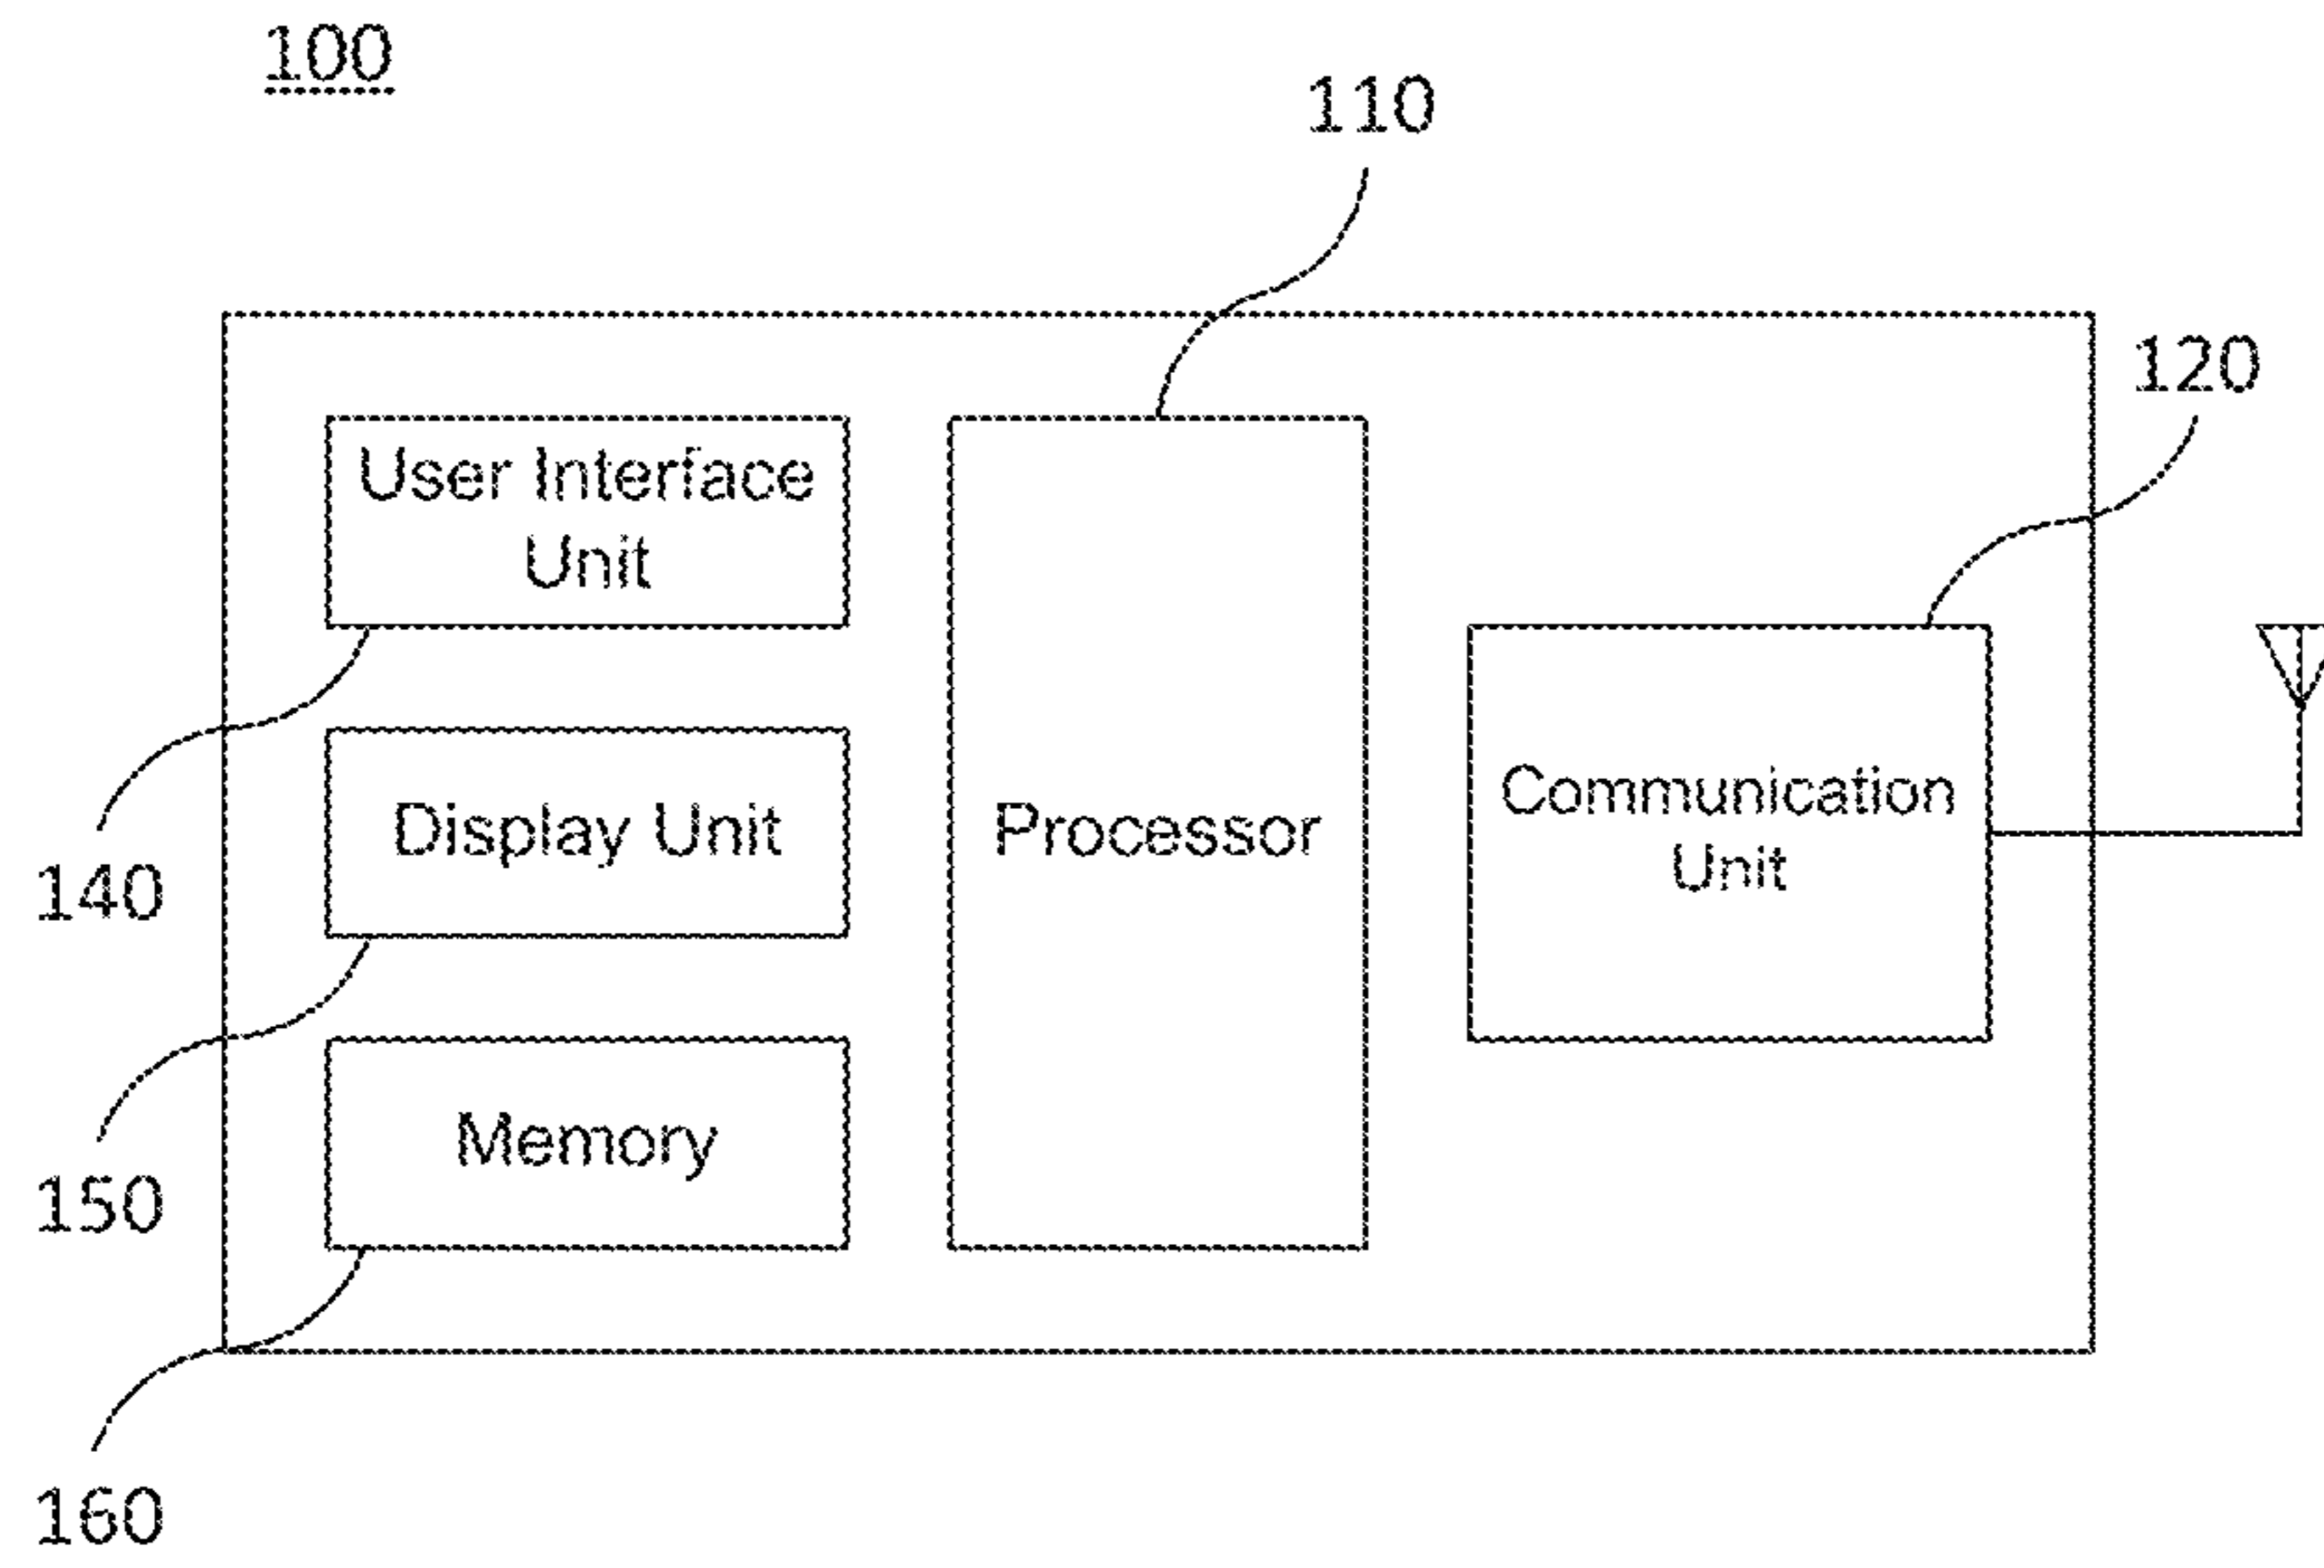 100
110
120
User Interface
Unit
Display Unit
Processor
Communication
Unit
140
Memory
150
160